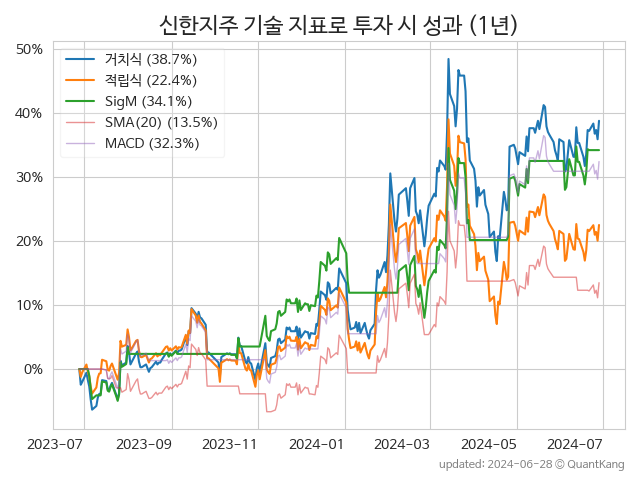 신한지주 기술 지표로 투자 시 성과 (1년)
50%
40%
30%
20%
10%
0%
거치식 (38.7%)
적립식 (22.4%)
SigM (34.1%)
SMA(20) (13.5%)
MACD (32.3%)
2023-07 2023-09 2023-11 2024-01 2024-03 2024-05 2024-07
updated: 2024-06-28 ⓒ QuantKang